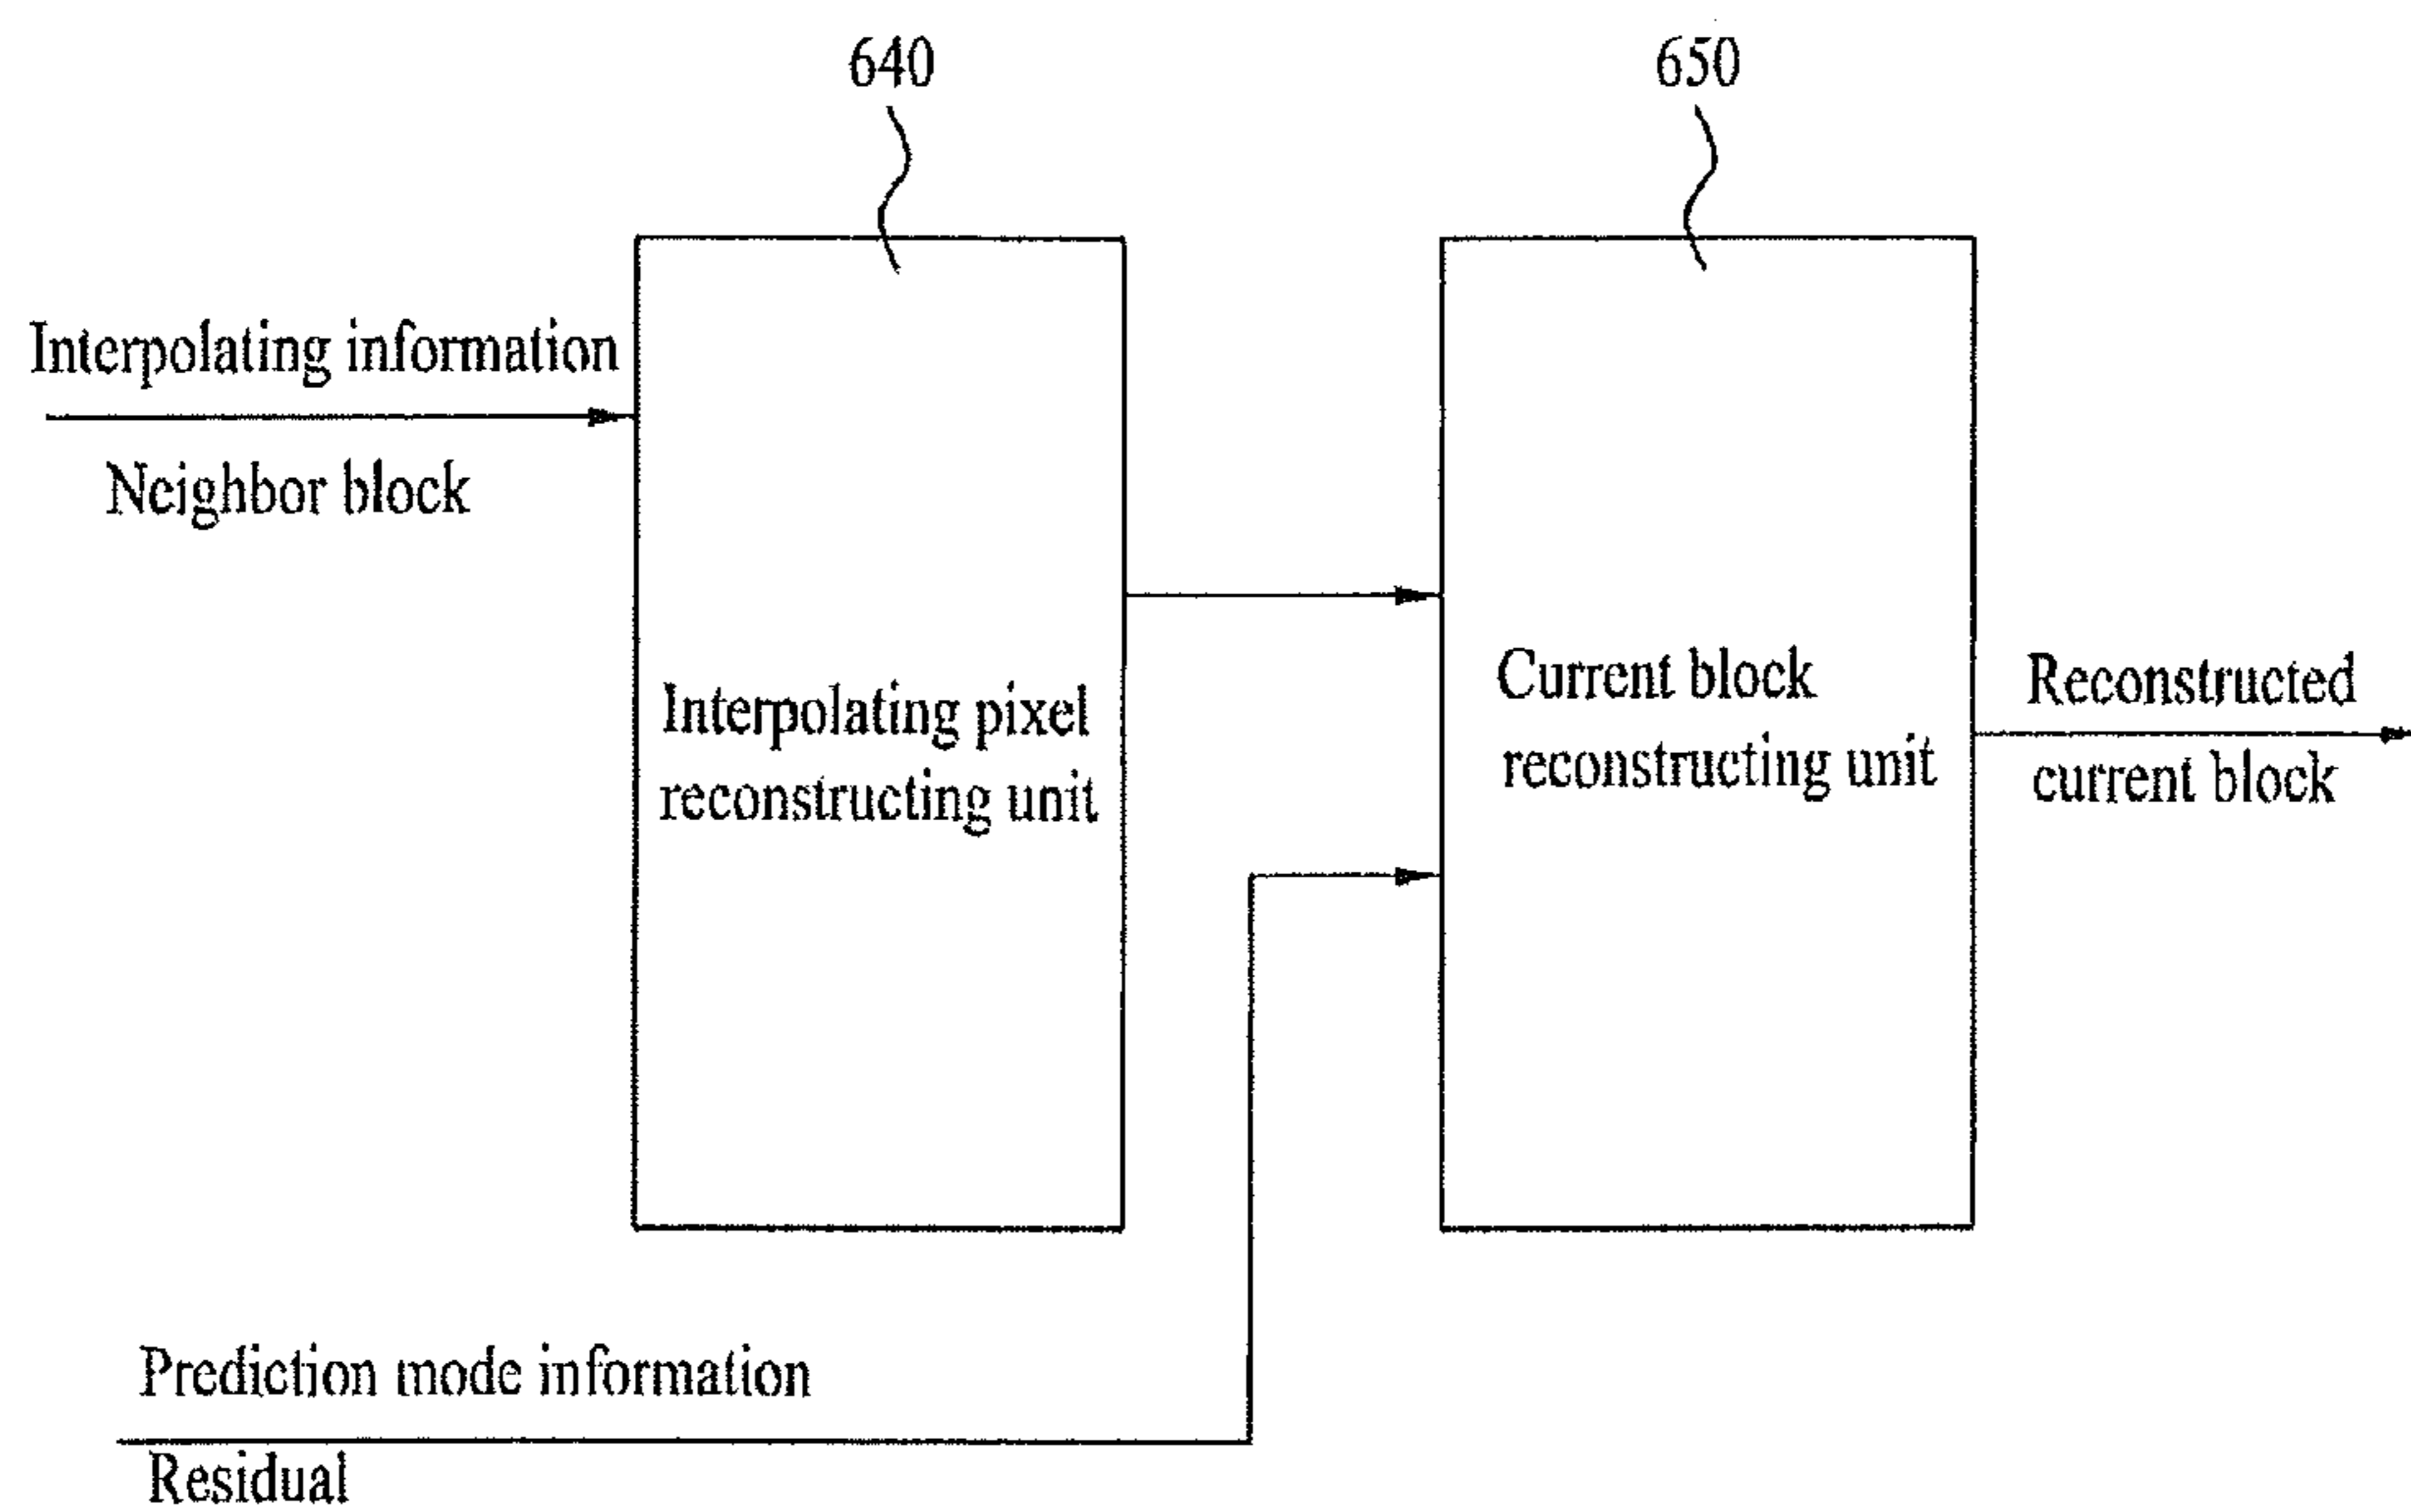 640
650
Interpolating information
Neighbor block
Interpolating pixel
reconstructing unit
Current block
reconstructing unit
Reconstructed
current block
Prediction mode information
Residual